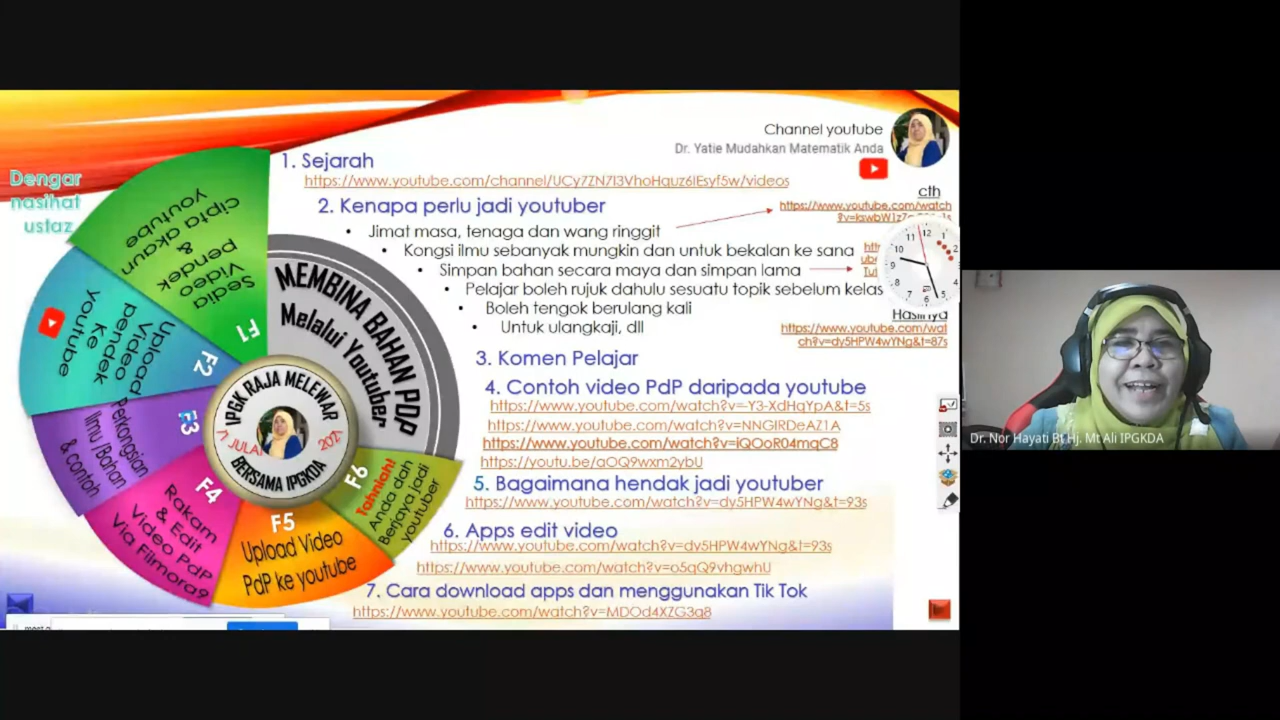 Channel youtube
Dr. Yatie Mudahkan Matematik Anda
Dengar
nasihat
ustaz
1. Sejarah
https://www.youtube.com/channel/UCy7ZN7I3VhoHquz6IEsyf5w/videos
2. Kenapa perlu jadi youtuber
Jimat masa, tenaga dan wang ringgit
Kongsi ilmu sebanyak mungkin dan untuk bekalan ke sana
Simpan bahan secara maya dan simpan lama
Pelajar boleh rujuk dahulu sesuatu topik sebelum kelas
Boleh tengok berulang kali
Untuk ulangkaji, dll
cth
https://www.youtube.com/watch
Hasilnya
https://www.youtube.com/wat
ch?v=dy5HPW4wYNg&t=87s
3. Komen Pelajar
4. Contoh video PdP daripada youtube
https://www.youtube.com/watch?v=-Y3-XdHqYpA&t=5s
https://www.youtube.com/watch?v=NNGIRDeAZ1A
https://www.youtube.com/watch?v=iQOoR04mqC8
https://youtu.be/aOQ9wxm2ybU
5. Bagaimana hendak jadi youtuber
https://www.youtube.com/watch?v=dy5HPW4wYNg&t=93s
6. Apps edit video
https://www.youtube.com/watch?v=dy5HPW4wYNg&t=93s
https://www.youtube.com/watch?v=o5qQ9vhgwhU
7. Cara download apps dan menggunakan Tik Tok
https://www.youtube.com/watch?v=MDOd4XZG3q8
MEMBINA BAHAN PDP
Melalui Youtuber
IPGK RAJA MELEWAR
BERSAMA IPGKDA
F1
Sedia
Video
pendek
&
cipta akaun
youtube
F2
Upload
Video
pendek
Ke
youtube
F3
Perkongsian
Ilmu /Bahan
& contoh
F4
Rakam
& Edit
Video PdP
Via Filmora9
F5
Upload Video
PdP ke youtube
F6
Tahniah!
Anda dah
Berjaya jadi
youtuber
Dr. Nor Hayati Bt Hj. Mt Ali IPGKDA